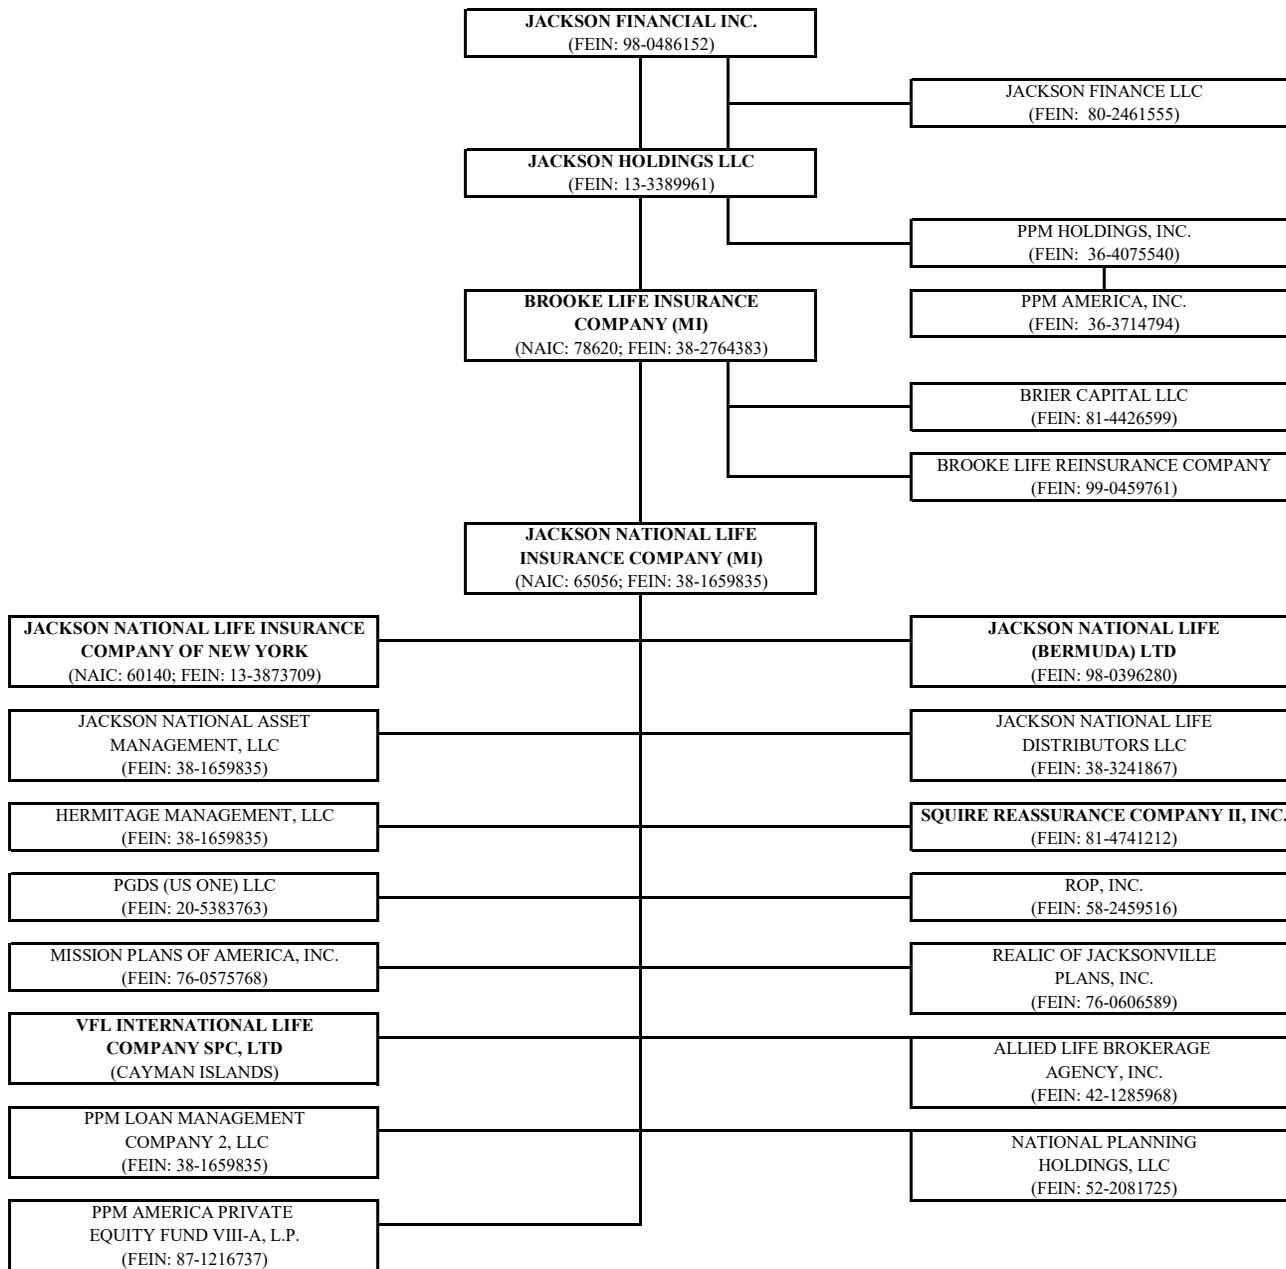 JACKSON FINANCIAL INC.
(FEIN: 98-0486152)
JACKSON FINANCE LLC
(FEIN: 80-2461555)
JACKSON HOLDINGS LLC
(FEIN: 13-3389961)
PPM HOLDINGS, INC.
(FEIN: 36-4075540)
BROOKE LIFE INSURANCE
COMPANY (MI)
(NAIC: 78620; FEIN: 38-2764383)
PPM AMERICA, INC.
(FEIN: 36-3714794)
BRIER CAPITAL LLC
(FEIN: 81-4426599)
BROOKE LIFE REINSURANCE COMPANY
(FEIN: 99-0459761)
JACKSON NATIONAL LIFE
INSURANCE COMPANY (MI)
(NAIC: 65056; FEIN: 38-1659835)
JACKSON NATIONAL LIFE INSURANCE
COMPANY OF NEW YORK
(NAIC: 60140; FEIN: 13-3873709)
JACKSON NATIONAL LIFE
(BERMUDA) LTD
(FEIN: 98-0396280)
JACKSON NATIONAL ASSET
MANAGEMENT, LLC
(FEIN: 38-1659835)
JACKSON NATIONAL LIFE
DISTRIBUTORS LLC
(FEIN: 38-3241867)
HERMITAGE MANAGEMENT, LLC
(FEIN: 38-1659835)
SQUIRE REASSURANCE COMPANY II, INC.
(FEIN: 81-4741212)
PGDS (US ONE) LLC
(FEIN: 20-5383763)
ROP, INC.
(FEIN: 58-2459516)
MISSION PLANS OF AMERICA, INC.
(FEIN: 76-0575768)
REALIC OF JACKSONVILLE
PLANS, INC.
(FEIN: 76-0606589)
VFL INTERNATIONAL LIFE
COMPANY SPC, LTD
(CAYMAN ISLANDS)
ALLIED LIFE BROKERAGE
AGENCY, INC.
(FEIN: 42-1285968)
PPM LOAN MANAGEMENT
COMPANY 2, LLC
(FEIN: 38-1659835)
NATIONAL PLANNING
HOLDINGS, LLC
(FEIN: 52-2081725)
PPM AMERICA PRIVATE
EQUITY FUND VIII-A, L.P.
(FEIN: 87-1216737)